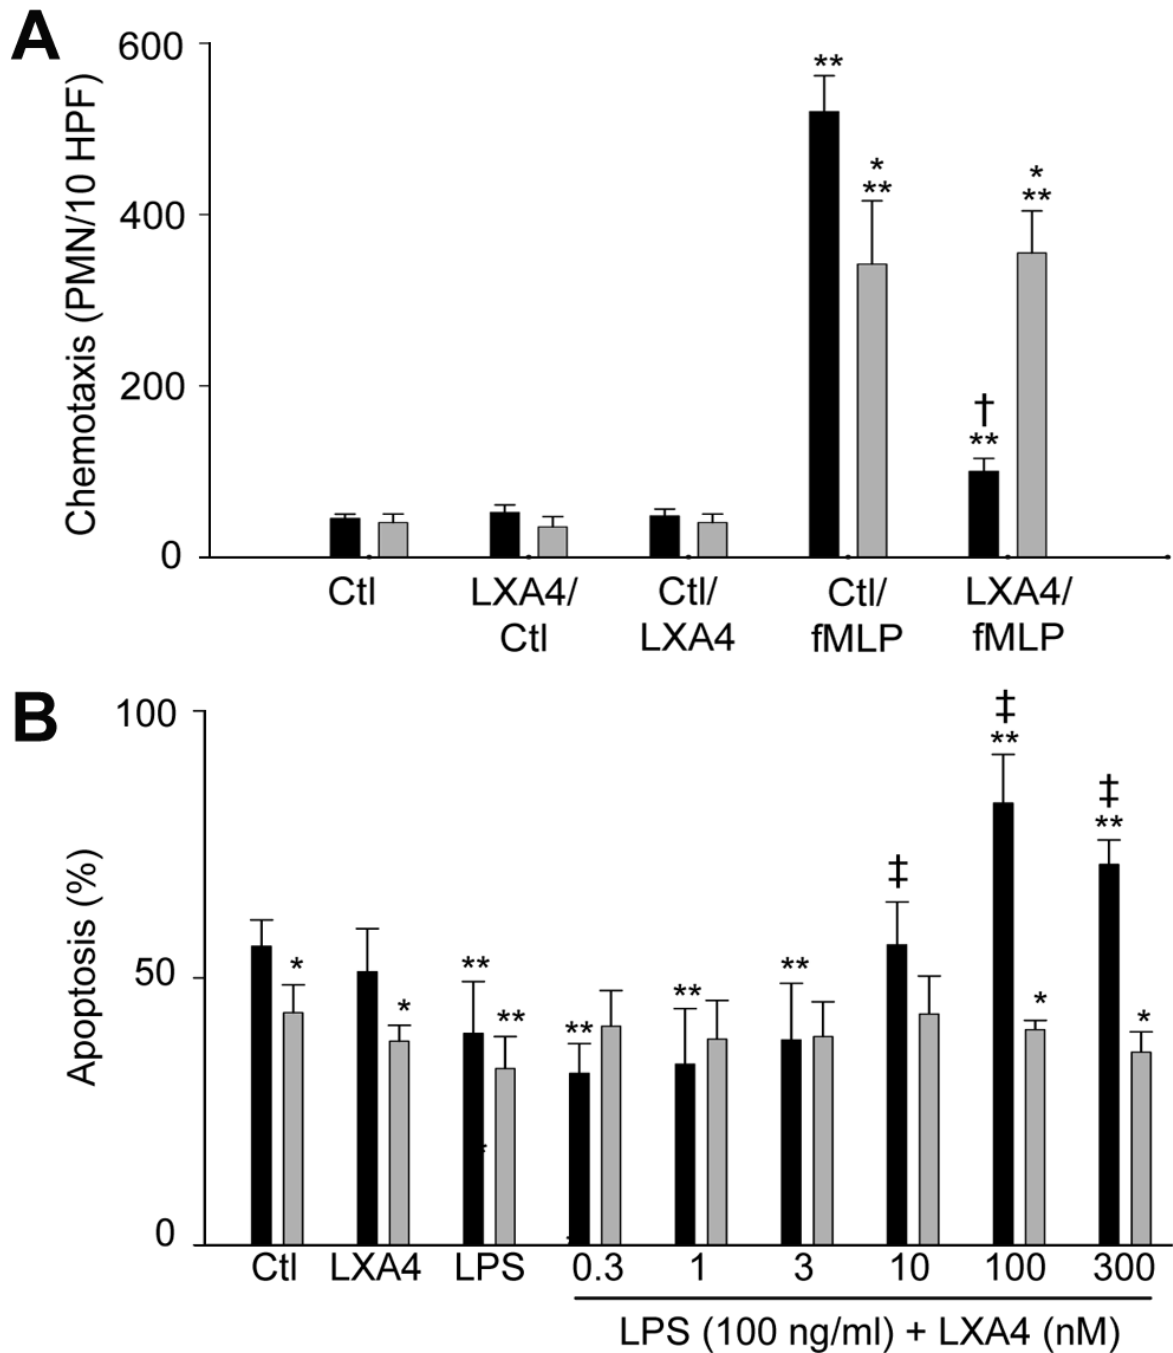 A
Chemotaxis (PMN/10 HPF)
600
400
200
0
**
*
**
†
**
*
**
Ctl
LXA4/
Ctl
Ctl/
LXA4
Ctl/
fMLP
LXA4/
fMLP
B
Apoptosis (%)
100
50
0
*
*
**
**
**
**
**
‡
‡
**
*
‡
**
*
Ctl LXA4 LPS 0.3 1 3 10 100 300
LPS (100 ng/ml) + LXA4 (nM)